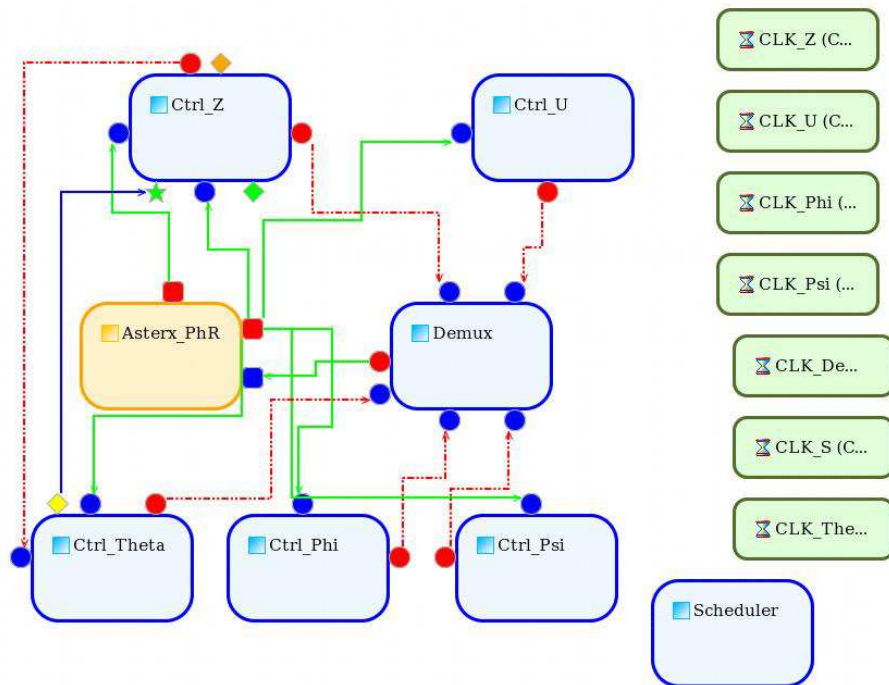 Ctrl_Z
Ctrl_U
Asterx_PhR
Demux
Ctrl_Theta
Ctrl_Phi
Ctrl_Psi
Scheduler
CLK_Z (C...
CLK_U (C...
CLK_Phi (...
CLK_Psi (...
CLK_De...
CLK_S (C...
CLK_The...